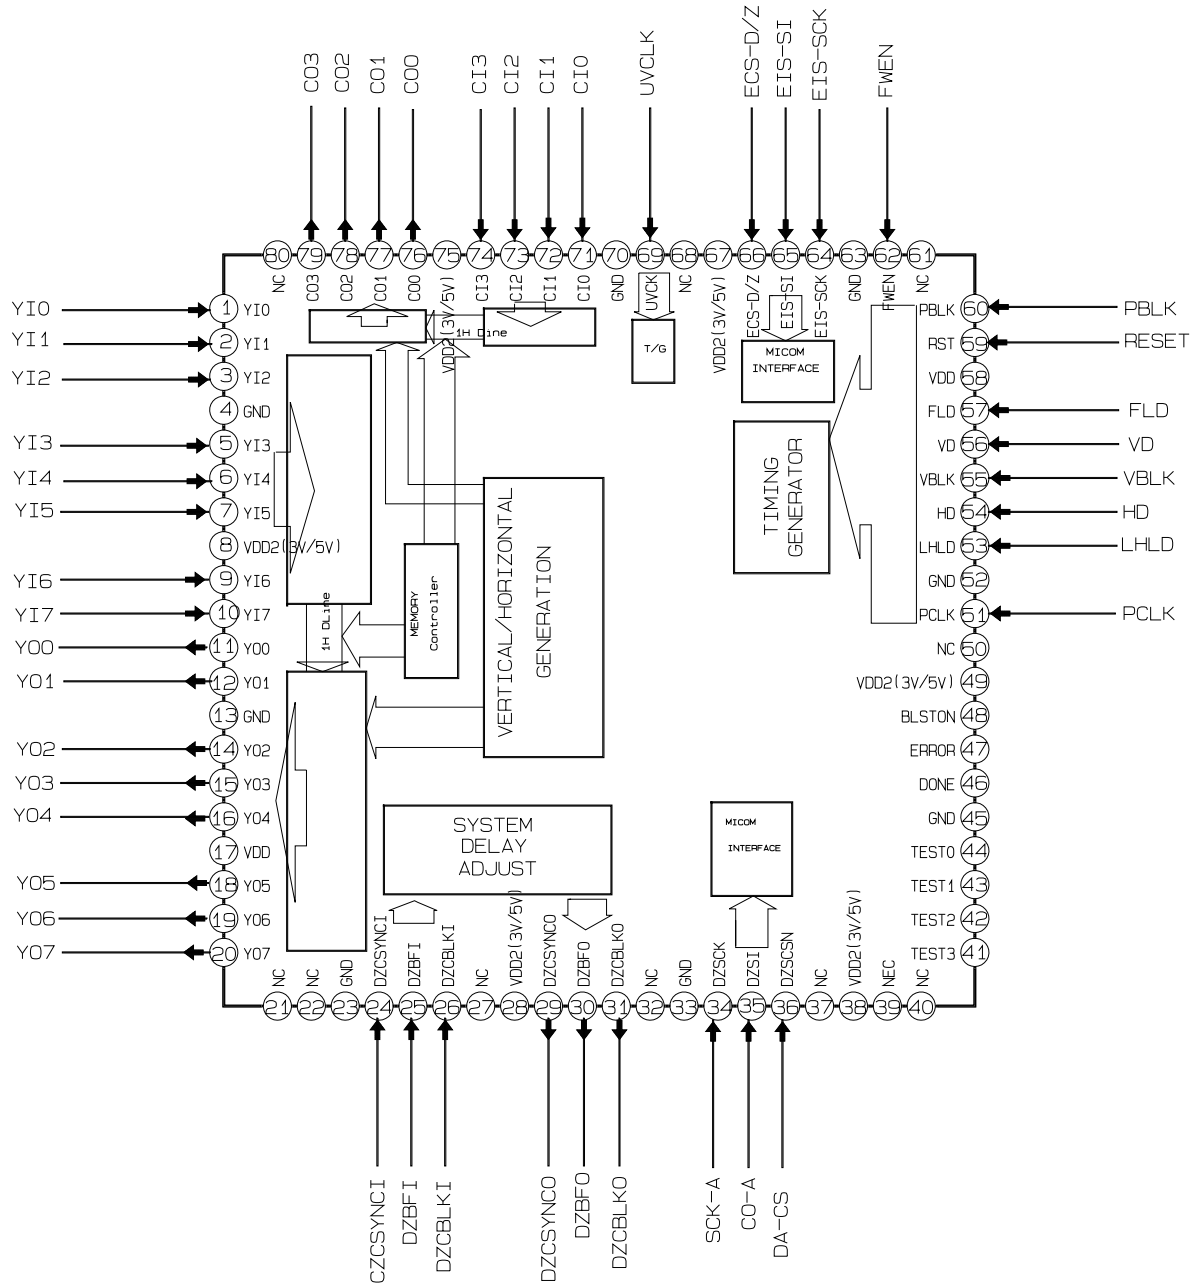 CO3
CO2
CO1
CO0
CI3
CI2
CI1
CI0
UVCLK
ECS-D/Z
EIS-SI
EIS-SCK
FWEN
80
79
78
77
76
75
74
73
72
71
70
69
68
67
66
65
64
63
62
61
NC
CO3
CO2
CO1
CO0
VDD2(3V/5V)
CI3
CI2
CI1
CI0
GND
UVCK
NC
VDD2(3V/5V)
ECS-D/Z
EIS-SI
EIS-SCK
GND
FWEN
NC
YI0
1
YI0
YI1
2
YI1
YI2
3
YI2
4
GND
YI3
5
YI3
YI4
6
YI4
YI5
7
YI5
8
VDD2(3V/5V)
YI6
9
YI6
YI7
10
YI7
YO0
11
YO0
YO1
12
YO1
13
GND
YO2
14
YO2
YO3
15
YO3
YO4
16
YO4
17
VDD
YO5
18
YO5
YO6
19
YO6
YO7
20
YO7
1H Dine
T/G
MICOM
INTERFACE
TIMING
GENERATOR
1H DLine
MEMORY
Controller
VERTICAL/HORIZONTAL
GENERATION
SYSTEM
DELAY
ADJUST
MICOM
INTERFACE
PBLK
60
PBLK
RST
59
RESET
VDD
58
FLD
57
FLD
VD
56
VD
VBLK
55
VBLK
HD
54
HD
LHLD
53
LHLD
GND
52
PCLK
51
PCLK
NC
50
VDD2(3V/5V)
49
BLSTON
48
ERROR
47
DONE
46
GND
45
TEST0
44
TEST1
43
TEST2
42
TEST3
41
NC
NC
GND
DZCSYNCI
DZBFI
DZCBLKI
NC
VDD2(3V/5V)
DZCSYNCO
DZBFO
DZCBLKO
NC
GND
DZSCK
DZSI
DZSCSN
NC
VDD2(3V/5V)
NEC
NC
21
22
23
24
25
26
27
28
29
30
31
32
33
34
35
36
37
38
39
40
CZCSYNCI
DZBFI
DZCBLKI
DZCSYNCO
DZBFO
DZCBLKO
SCK-A
CO-A
DA-CS